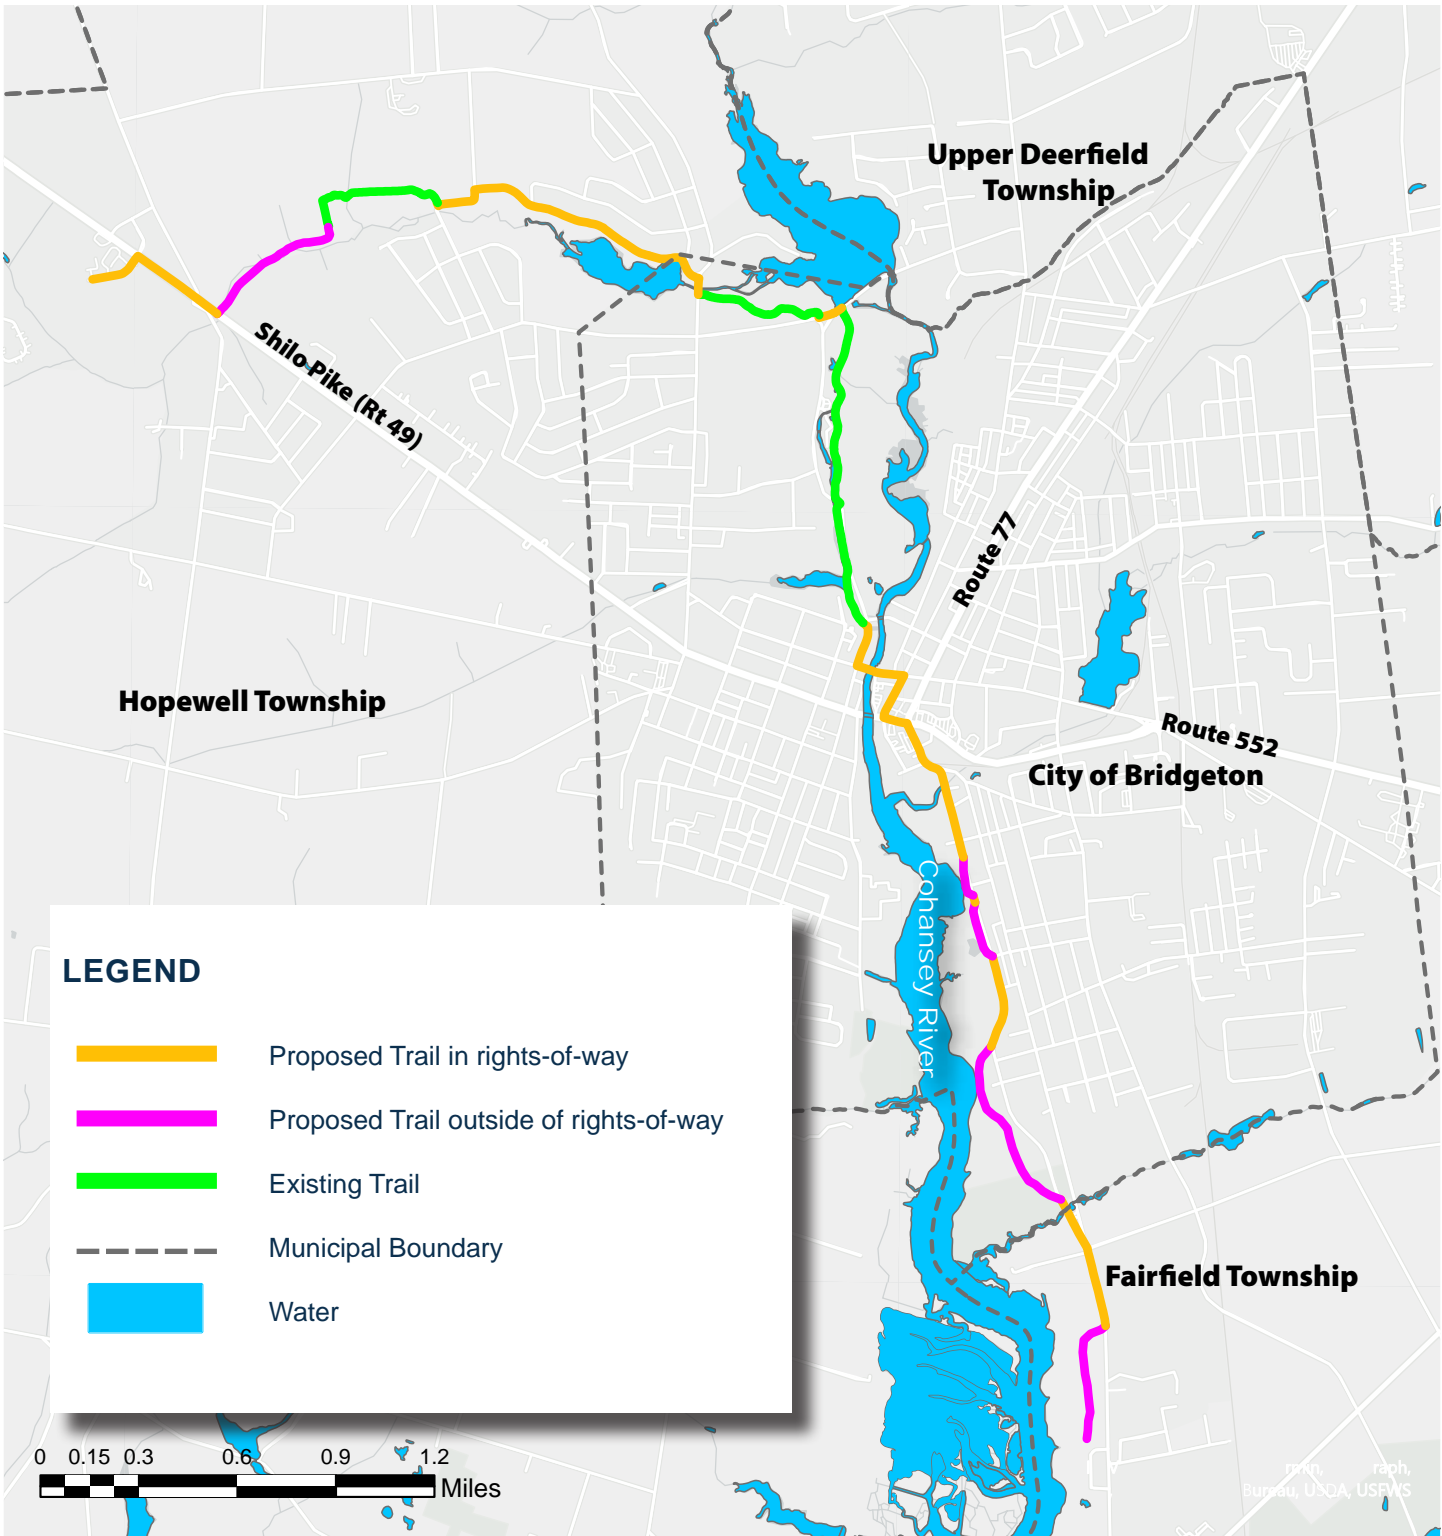 Upper Deerfield
Township
Shilo Pike (Rt 49)
Route 77
Hopewell Township
Route 552
City of Bridgeton
Cohansey River
LEGEND
Proposed Trail in rights-of-way
Proposed Trail outside of rights-of-way
Existing Trail
Municipal Boundary
Water
Fairfield Township
0 0.15 0.3 0.6 0.9 1.2
Miles
Bureau, USDA, USFWS